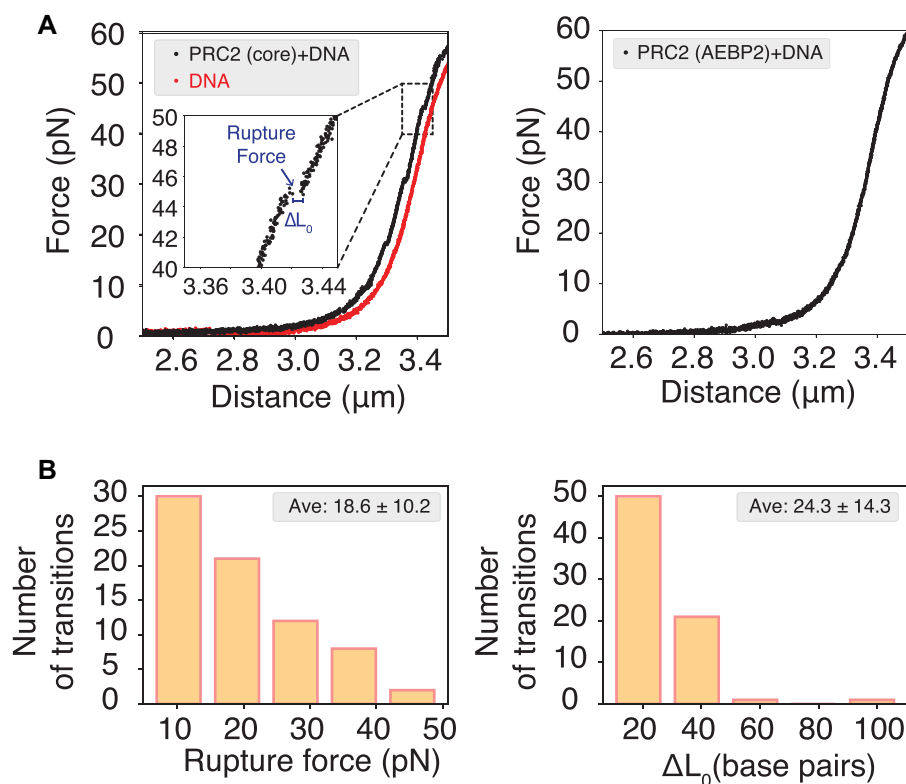 A
60
50
40
30
20
10
0
Force (pN)
• PRC2 (core)+DNA
• DNA
50
48
46
44
42
40
Rupture
Force
ΔL₀
3.36
3.40
3.44
2.6
2.8
3.0
3.2
3.4
Distance (μm)
60
50
40
30
20
10
0
Force (pN)
• PRC2 (AEBP2)+DNA
2.6
2.8
3.0
3.2
3.4
Distance (μm)
B
30
25
20
15
10
5
0
Number
of transitions
Ave: 18.6 ± 10.2
10
20
30
40
50
Rupture force (pN)
50
40
30
20
10
0
Number
of transitions
Ave: 24.3 ± 14.3
20
40
60
80
100
ΔL₀(base pairs)